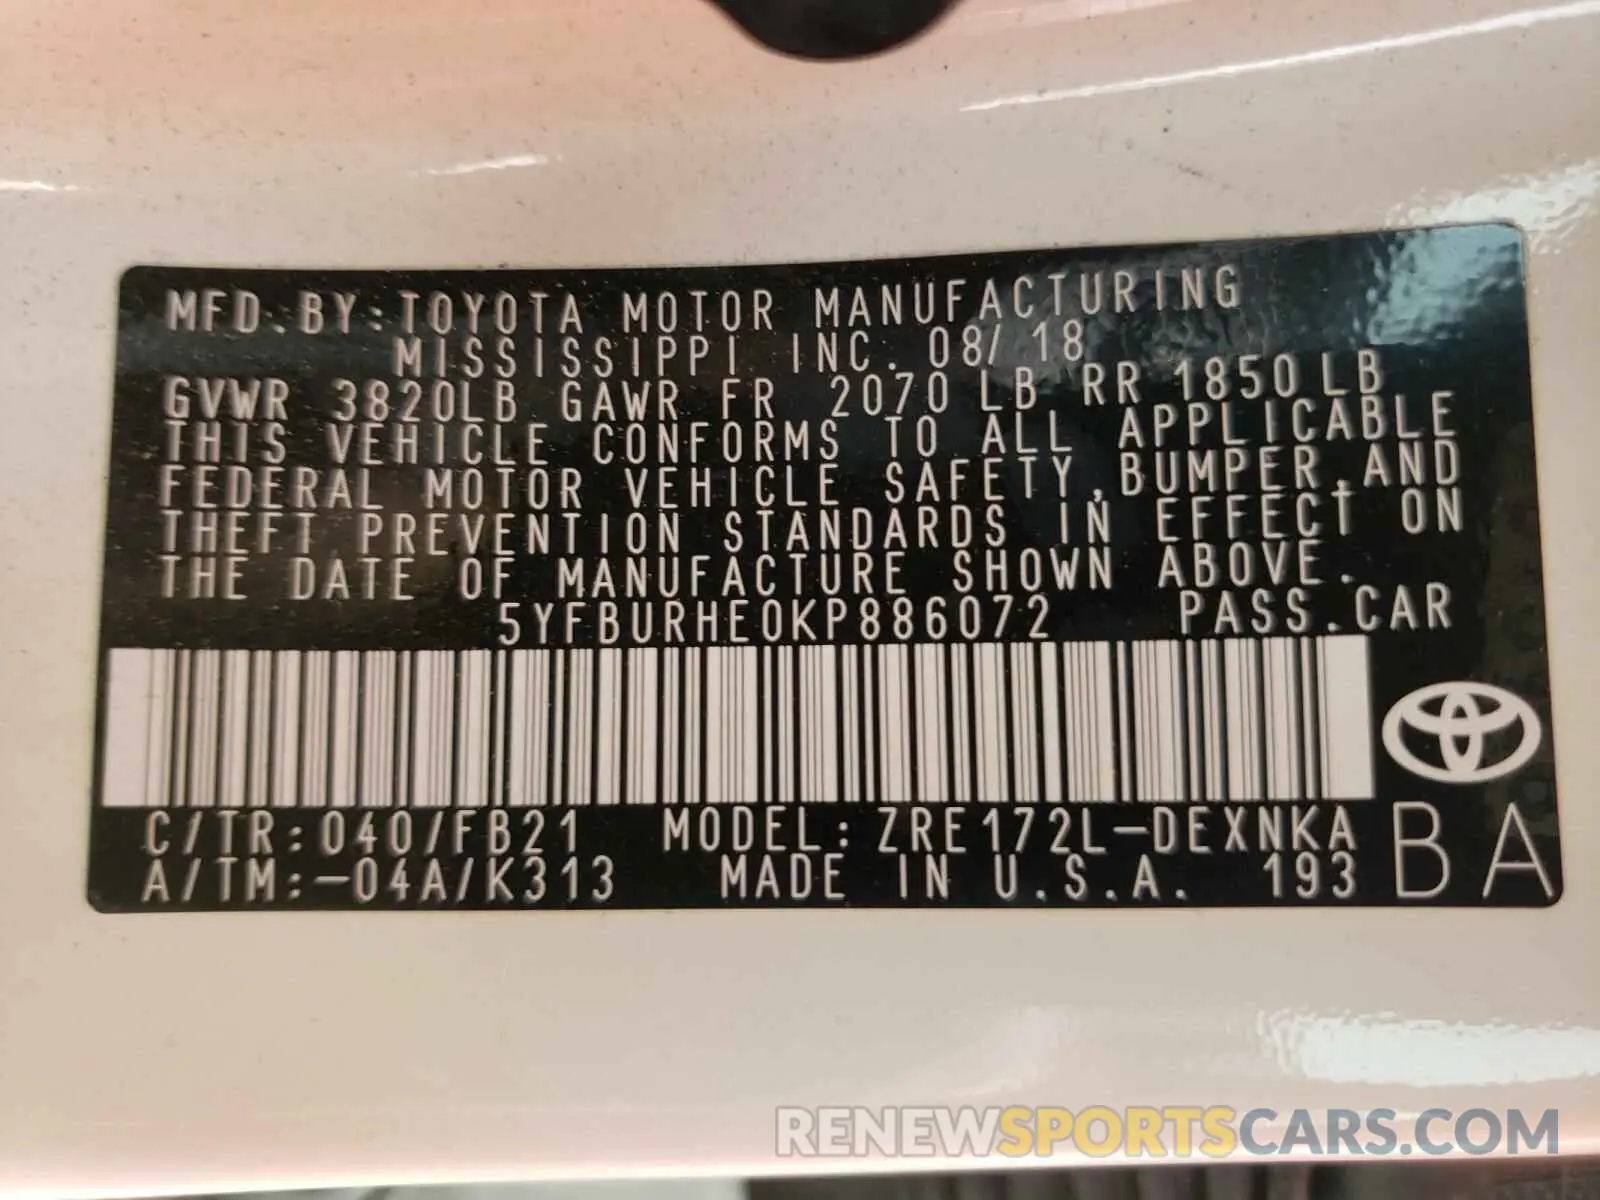 MFD.BY:TOYOTA MOTOR MANUFACTURING
MISSISSIPPI INC. 08/18
GVWR 3820LB GAWR FR 2070LB RR 1850LB
THIS VEHICLE CONFORMS TO ALL APPLICABLE
FEDERAL MOTOR VEHICLE SAFETY,BUMPER,AND
THEFT PREVENTION STANDARDS IN EFFECT ON
THE DATE OF MANUFACTURE SHOWN ABOVE.
5YFBURHE0KP886072 PASS.CAR
C/TR:040/FB21 MODEL:ZRE172L-DEXNKA
A/TM:-04A/K313 MADE IN U.S.A. 193
BA
RENEWSPORTSCARS.COM